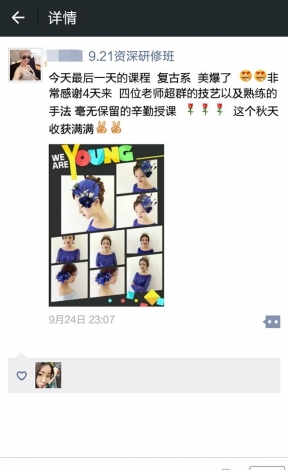 详情
9.21资深研修班
今天最后一天的课程 复古系 美爆了 非
常感谢4天来 四位老师超群的技艺以及熟练的
手法 毫无保留的辛勤授课 这个秋天
收获满满
WE
ARE
YOUNG
9月24日 23:07